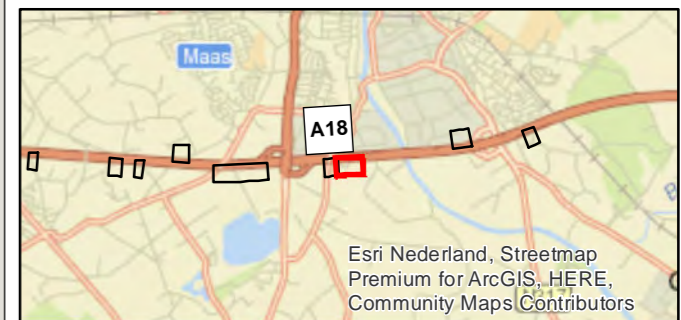 Maas
A18
Esri Nederland, Streetmap
Premium for ArcGIS, HERE,
Community Maps Contributors